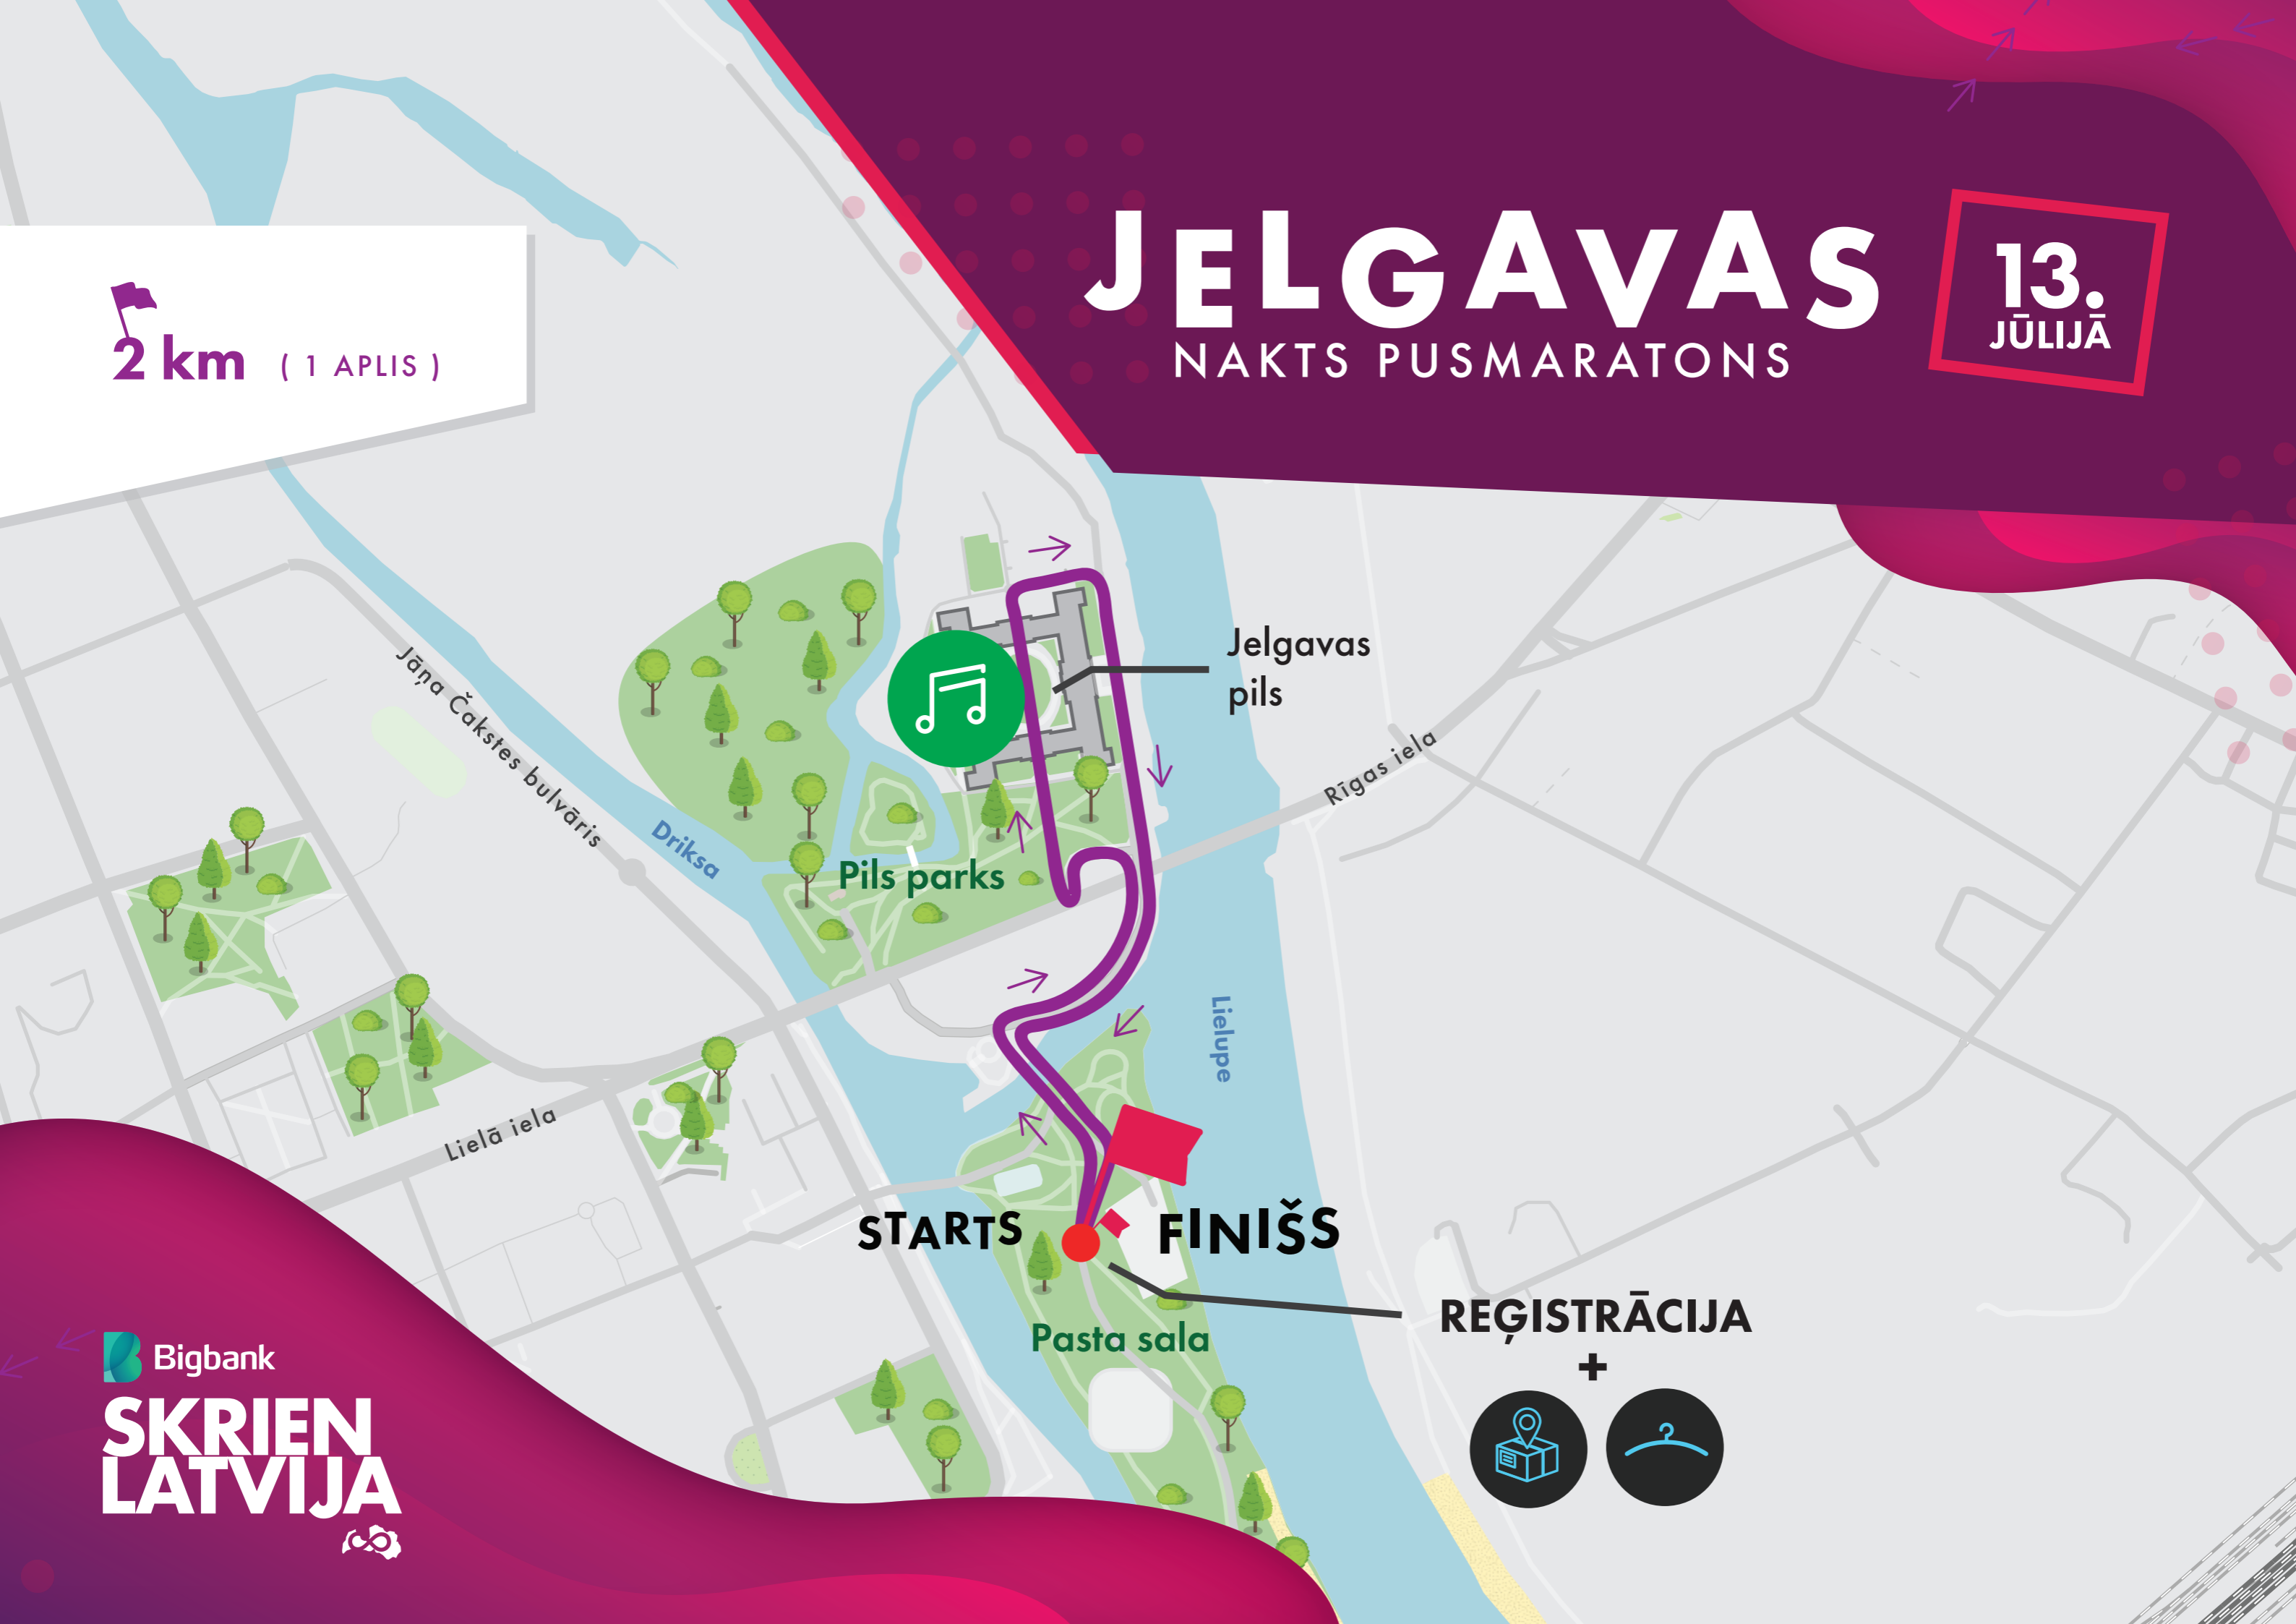 JELGAVAS
NAKTS PUSMARATONS
13.
JŪLIJĀ
2 km ( 1 APLIS )
Jelgavas
pils
Jāņa Čakstes bulvāris
Rīgas iela
Driksa
Pils parks
Lielupe
Lielā iela
STARTS
FINIŠS
REĢISTRĀCIJA
+
Pasta sala
Bigbank
SKRIEN
LATVIJA